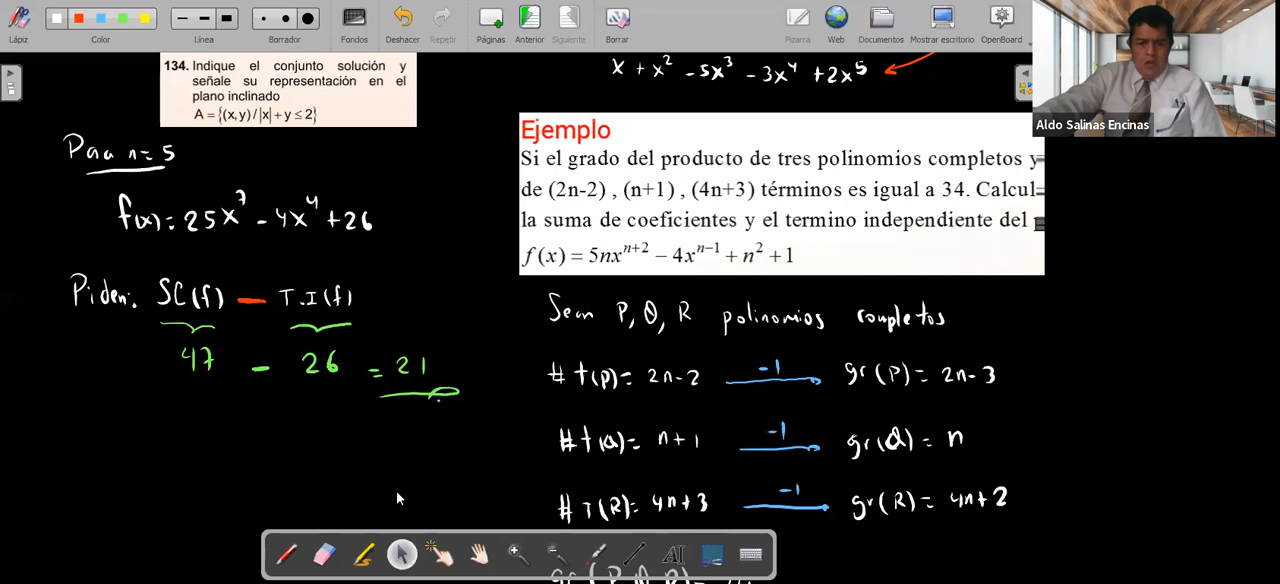 Lápiz
Color
Línea
Borrador
Fondos
Deshacer
Repetir
Páginas
Anterior
Siguiente
Borrar
Pizarra
Web
Documentos
Mostrar escritorio
OpenBoard
Aldo Salinas Encinas
134. Indique el conjunto solución y
señale su representación en el
plano inclinado
A = {(x,y)/|x|+y ≤ 2}
x + x² - 5x³ - 3x⁴ + 2x⁵
Para n = 5
f(x) = 25x⁷ - 4x⁴ + 26
Piden: SC(f) - T.I(f)
47 - 26 = 21
Ejemplo
Si el grado del producto de tres polinomios completos y
de (2n-2) , (n+1) , (4n+3) términos es igual a 34. Calcul
la suma de coeficientes y el termino independiente del
f(x) = 5nxⁿ⁺² − 4xⁿ⁻¹ + n² + 1
Sean P, Q, R polinomios completos
# t(P) = 2n-2 -1 gr(P) = 2n-3
# t(Q) = n+1 -1 gr(Q) = n
# T(R) = 4n+3 -1 gr(R) = 4n+2
AI